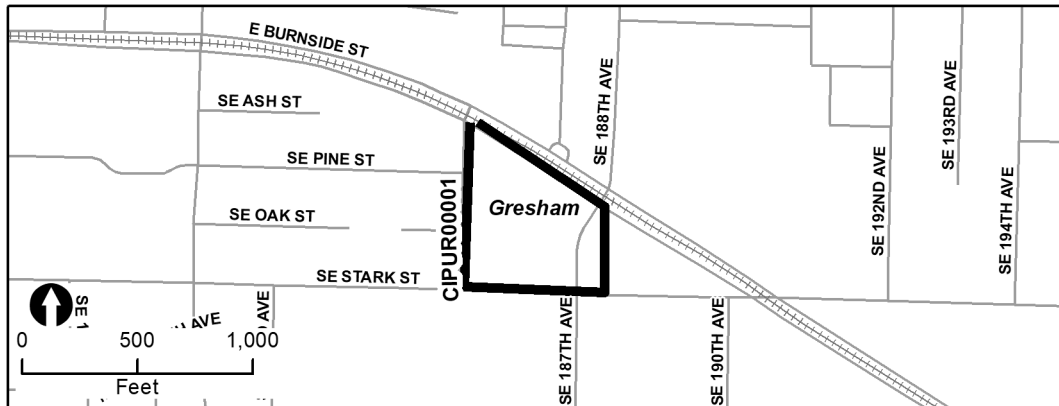 E BURNSIDE ST
SE ASH ST
SE 188TH AVE
SE 193RD AVE
SE PINE ST
SE 192ND AVE
CIPUR00001
Gresham
SE OAK ST
SE 194TH AVE
SE STARK ST
SE 1
AVE
AVE
SE 187TH AVE
SE 190TH AVE
0 500 1,000
Feet